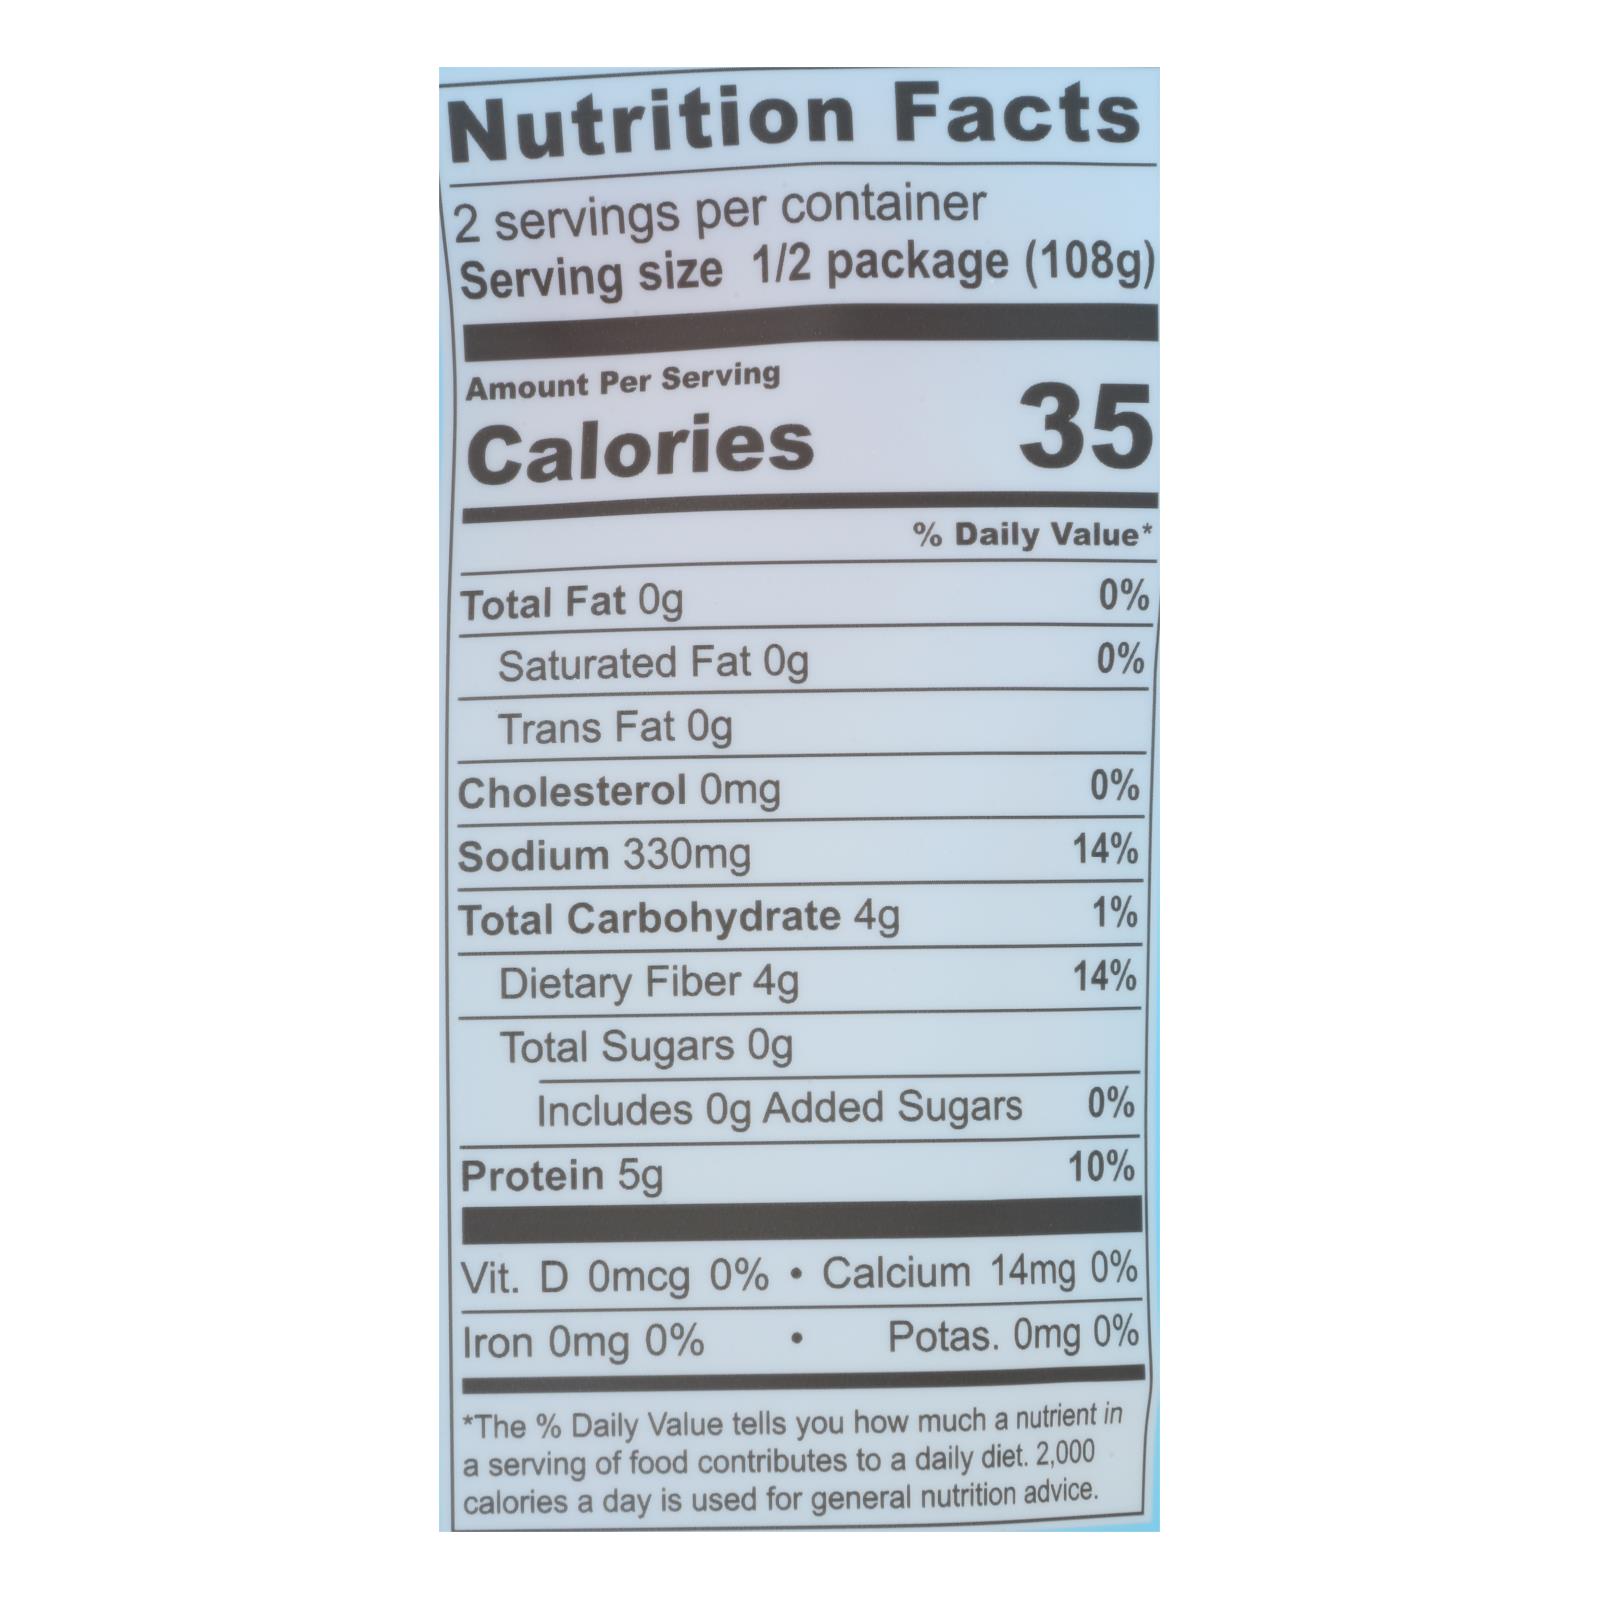 Nutrition Facts
2 servings per container
Serving size 1/2 package (108g)
Amount Per Serving
Calories 35
% Daily Value*
Total Fat 0g 0%
Saturated Fat 0g 0%
Trans Fat 0g
Cholesterol 0mg 0%
Sodium 330mg 14%
Total Carbohydrate 4g 1%
Dietary Fiber 4g 14%
Total Sugars 0g
Includes 0g Added Sugars 0%
Protein 5g 10%
Vit. D 0mcg 0% • Calcium 14mg 0%
Iron 0mg 0% • Potas. 0mg 0%
*The % Daily Value tells you how much a nutrient in
a serving of food contributes to a daily diet. 2,000
calories a day is used for general nutrition advice.